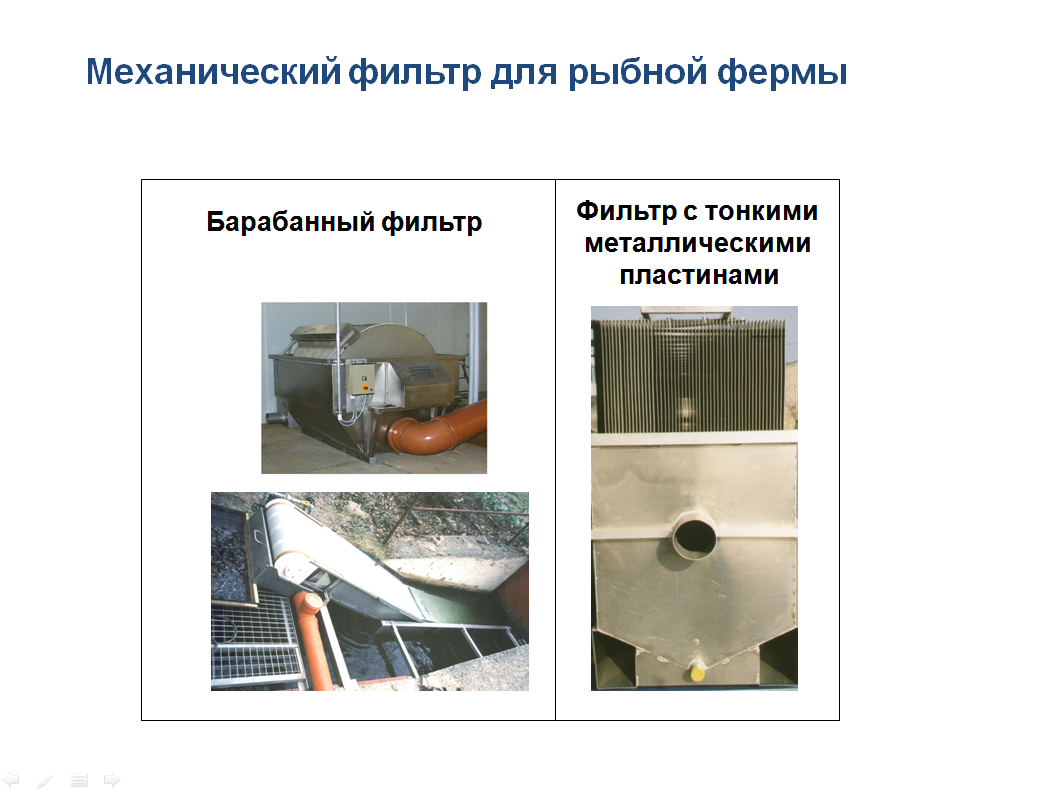 Механический фильтр для рыбной фермы
Барабанный фильтр
Фильтр с тонкими
металлическими
пластинами